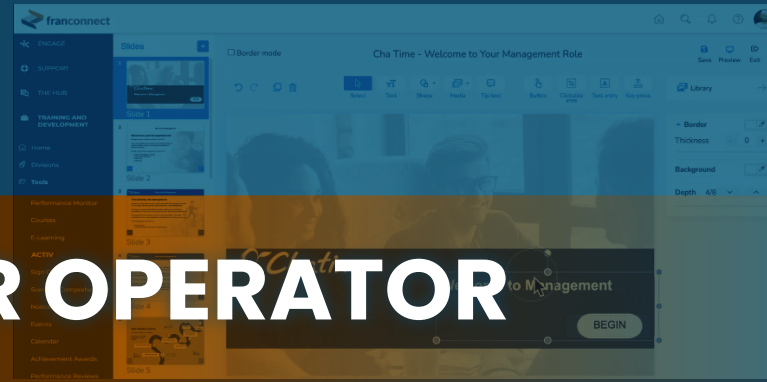 franconnect
ENGAGE
SUPPORT
THE HUB
TRAINING AND
DEVELOPMENT
Home
Divisions
Tools
Performance Monitor
Courses
E-Learning
ACTIV
Events
Calendar
Achievement Awards
Performance Reviews
Slides
Slide 1
Slide 2
Slide 3
Slide 5
Border mode
Cha Time - Welcome to Your Management Role
Save Preview Exit
Select Text Shape Media Button Text entry
Library
Border
Thickness 0 +
Background
Depth 4/8
R OPERATOR
to Management
BEGIN